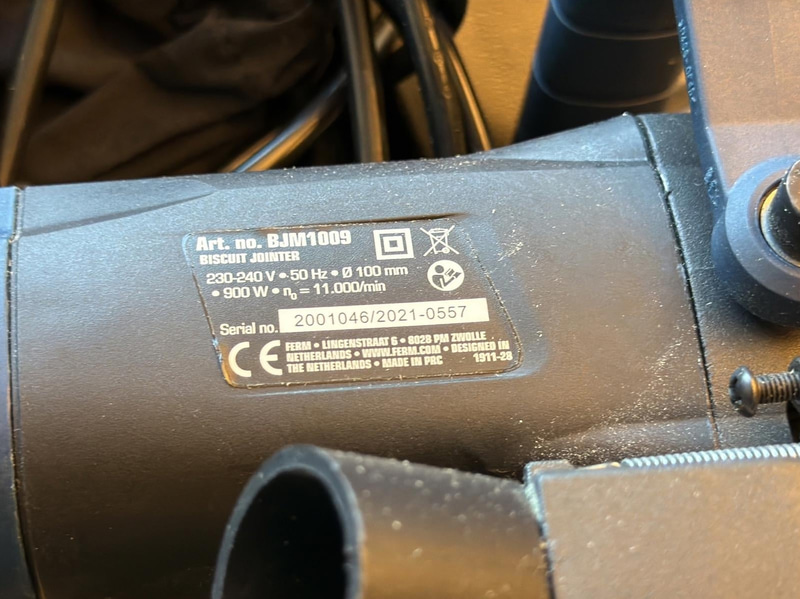 Art. no. BJM1009
BISCUIT JOINTER
230-240 V • 50 Hz • Ø 100 mm
• 900 W • n₀ = 11.000/min
Serial no. 2001046/2021-0557
CE FERM • LINGENSTRAAT 6 • 8028 PM ZWOLLE
NETHERLANDS • WWW.FERM.COM • DESIGNED IN
THE NETHERLANDS • MADE IN PRC 1911-28